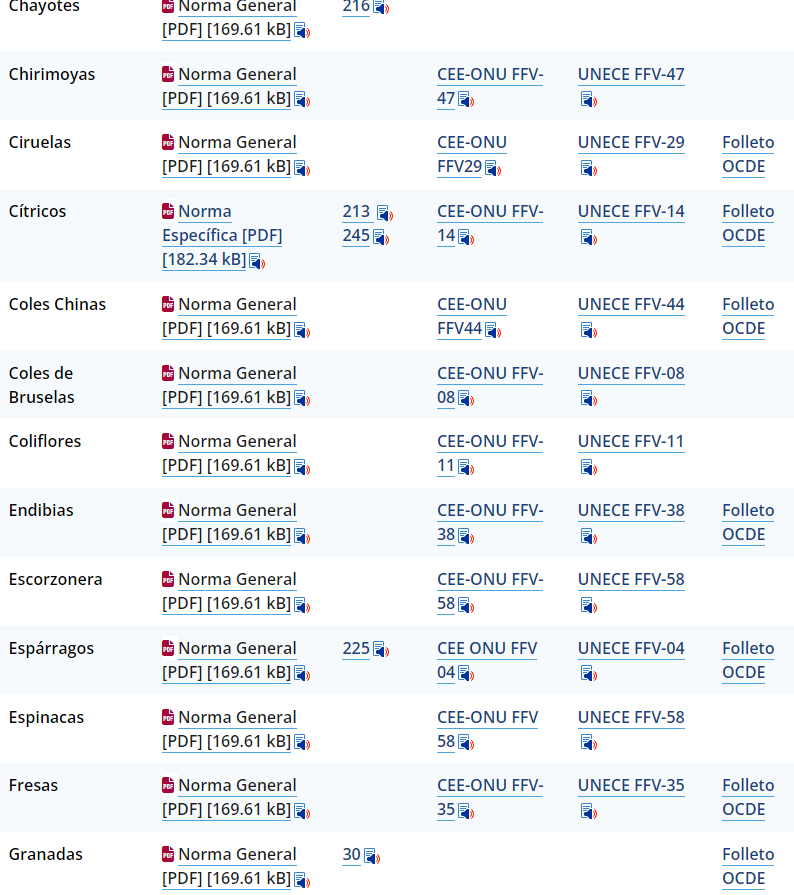 Chayotes Norma General 216
[PDF] [169.61 kB]
Chirimoyas Norma General CEE-ONU FFV- UNECE FFV-47
[PDF] [169.61 kB] 47
Ciruelas Norma General CEE-ONU UNECE FFV-29 Folleto
[PDF] [169.61 kB] FFV29 OCDE
Cítricos Norma 213 CEE-ONU FFV- UNECE FFV-14 Folleto
Específica [PDF] 245 14 OCDE
[182.34 kB]
Coles Chinas Norma General CEE-ONU UNECE FFV-44 Folleto
[PDF] [169.61 kB] FFV44 OCDE
Coles de Norma General CEE-ONU FFV- UNECE FFV-08
Bruselas [PDF] [169.61 kB] 08
Coliflores Norma General CEE-ONU FFV- UNECE FFV-11
[PDF] [169.61 kB] 11
Endibias Norma General CEE-ONU FFV- UNECE FFV-38 Folleto
[PDF] [169.61 kB] 38 OCDE
Escorzonera Norma General CEE-ONU FFV- UNECE FFV-58
[PDF] [169.61 kB] 58
Espárragos Norma General 225 CEE ONU FFV UNECE FFV-04 Folleto
[PDF] [169.61 kB] 04 OCDE
Espinacas Norma General CEE-ONU FFV UNECE FFV-58
[PDF] [169.61 kB] 58
Fresas Norma General CEE-ONU FFV- UNECE FFV-35 Folleto
[PDF] [169.61 kB] 35 OCDE
Granadas Norma General 30 Folleto
[PDF] [169.61 kB] OCDE